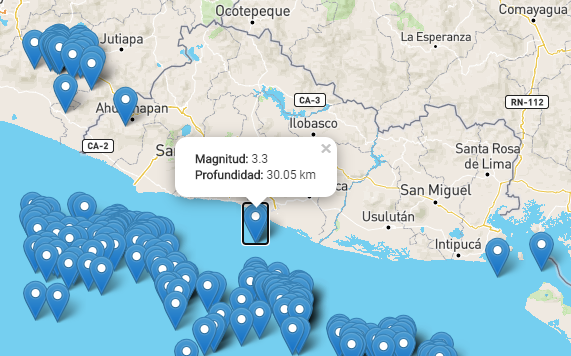 Ocotepeque
Comayagua
Jutiapa
La Esperanza
CA-3
RN-112
Ahuachapan
Ilobasco
CA-2
Santa Rosa
de Lima
Magnitud: 3.3
Profundidad: 30.05 km
×
San Miguel
Usulután
Intipucá